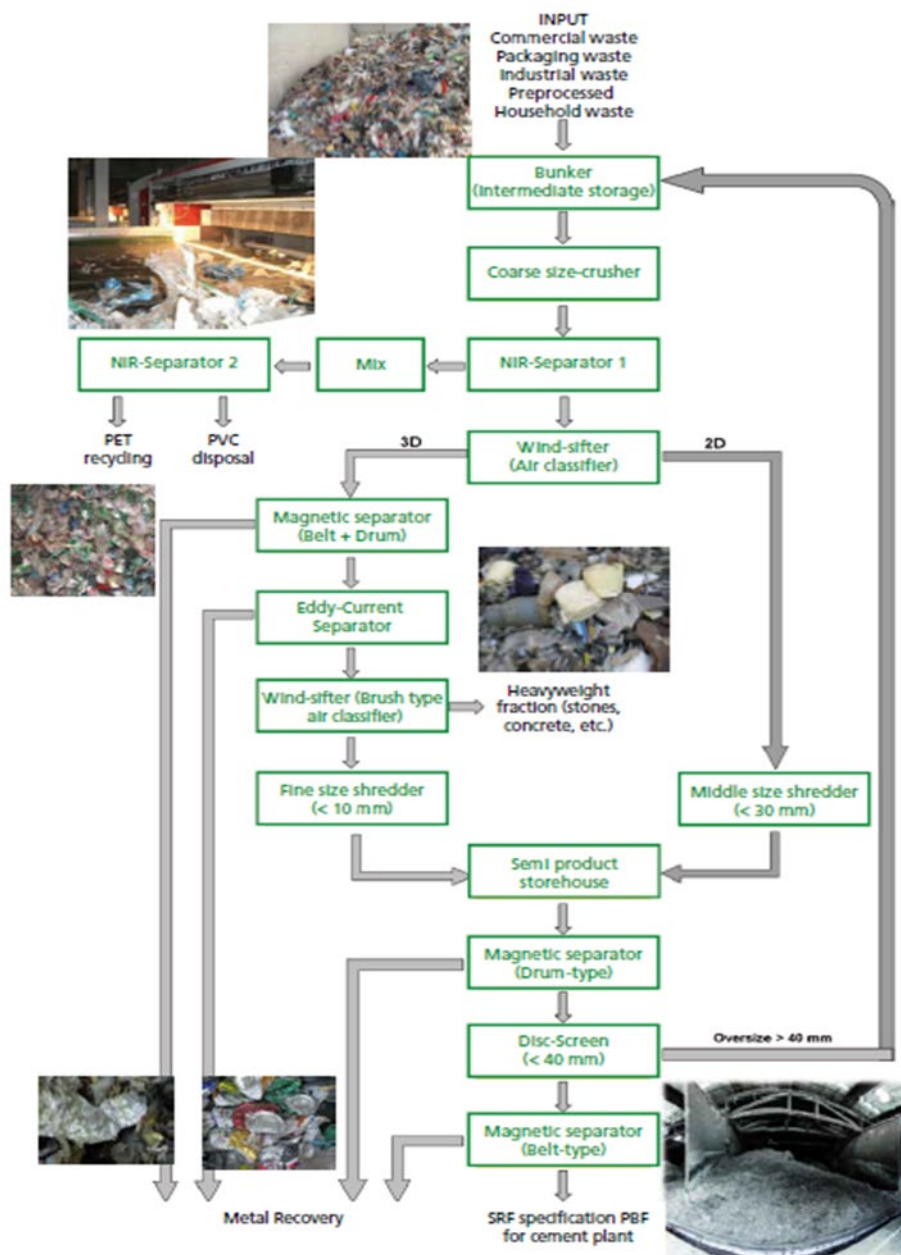 INPUT
Commercial waste
Packaging waste
Industrial waste
Preprocessed
Household waste
Bunker
(Intermediate storage)
Coarse size-crusher
NIR-Separator 2
Mix
NIR-Separator 1
PET
recycling
PVC
disposal
3D
Wind-sifter
(Air classifier)
2D
Magnetic separator
(Belt + Drum)
Eddy-Current
Separator
Wind-sifter (Brush type
air classifier)
Heavyweight
fraction (stones,
concrete, etc.)
Fine size shredder
(< 10 mm)
Middle size shredder
(< 30 mm)
Semi product
storehouse
Magnetic separator
(Drum-type)
Disc-Screen
(< 40 mm)
Oversize > 40 mm
Magnetic separator
(Belt-type)
Metal Recovery
SRF specification PBF
for cement plant